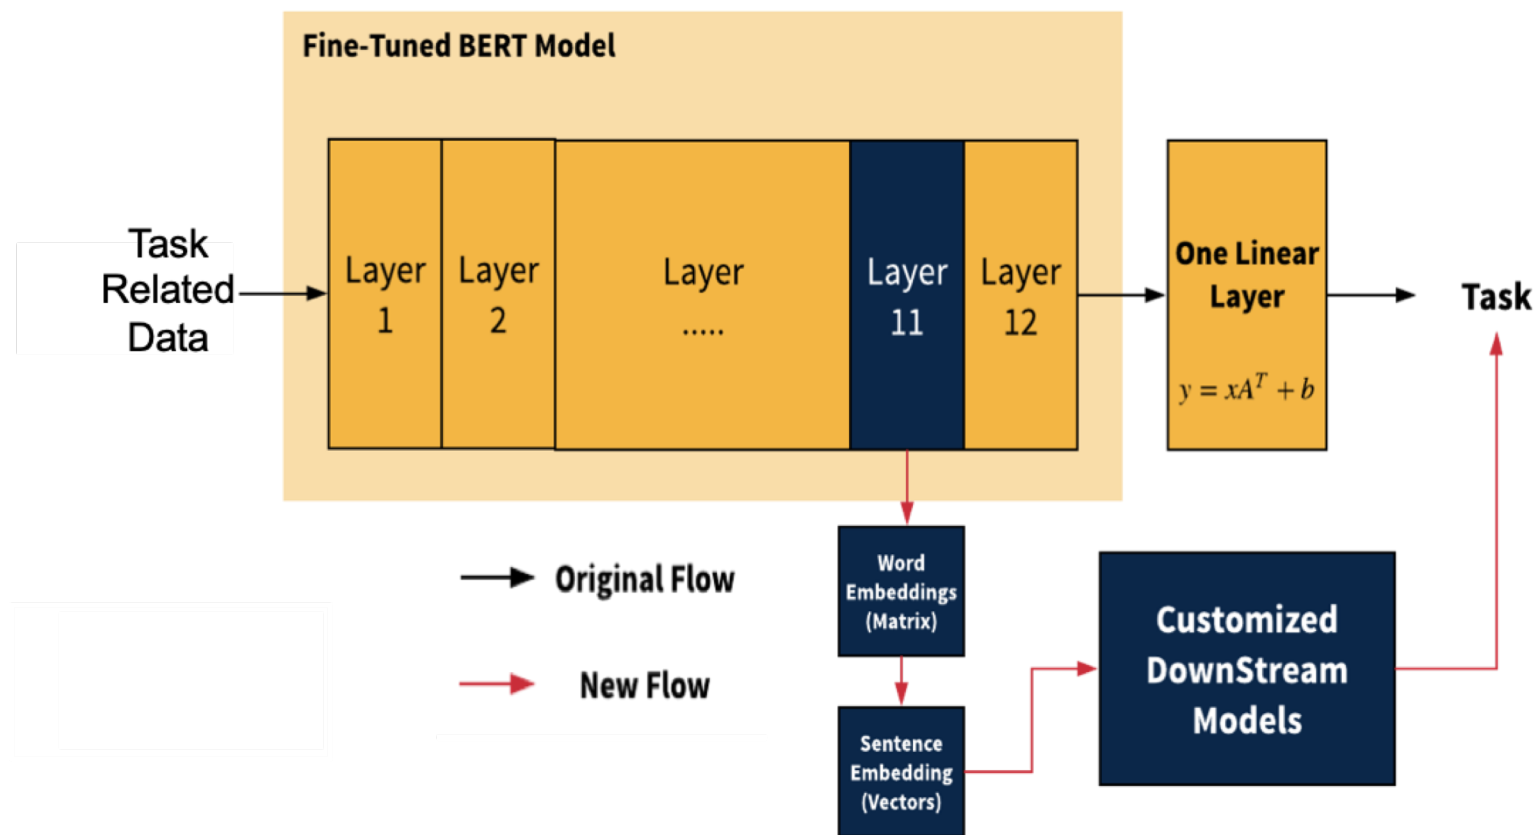 Fine-Tuned BERT Model
Task
Related
Data
Layer
1
Layer
2
Layer
.....
Layer
11
Layer
12
One Linear
Layer
y = xAᵀ + b
Task
Original Flow
New Flow
Word
Embeddings
(Matrix)
Sentence
Embedding
(Vectors)
Customized
DownStream
Models